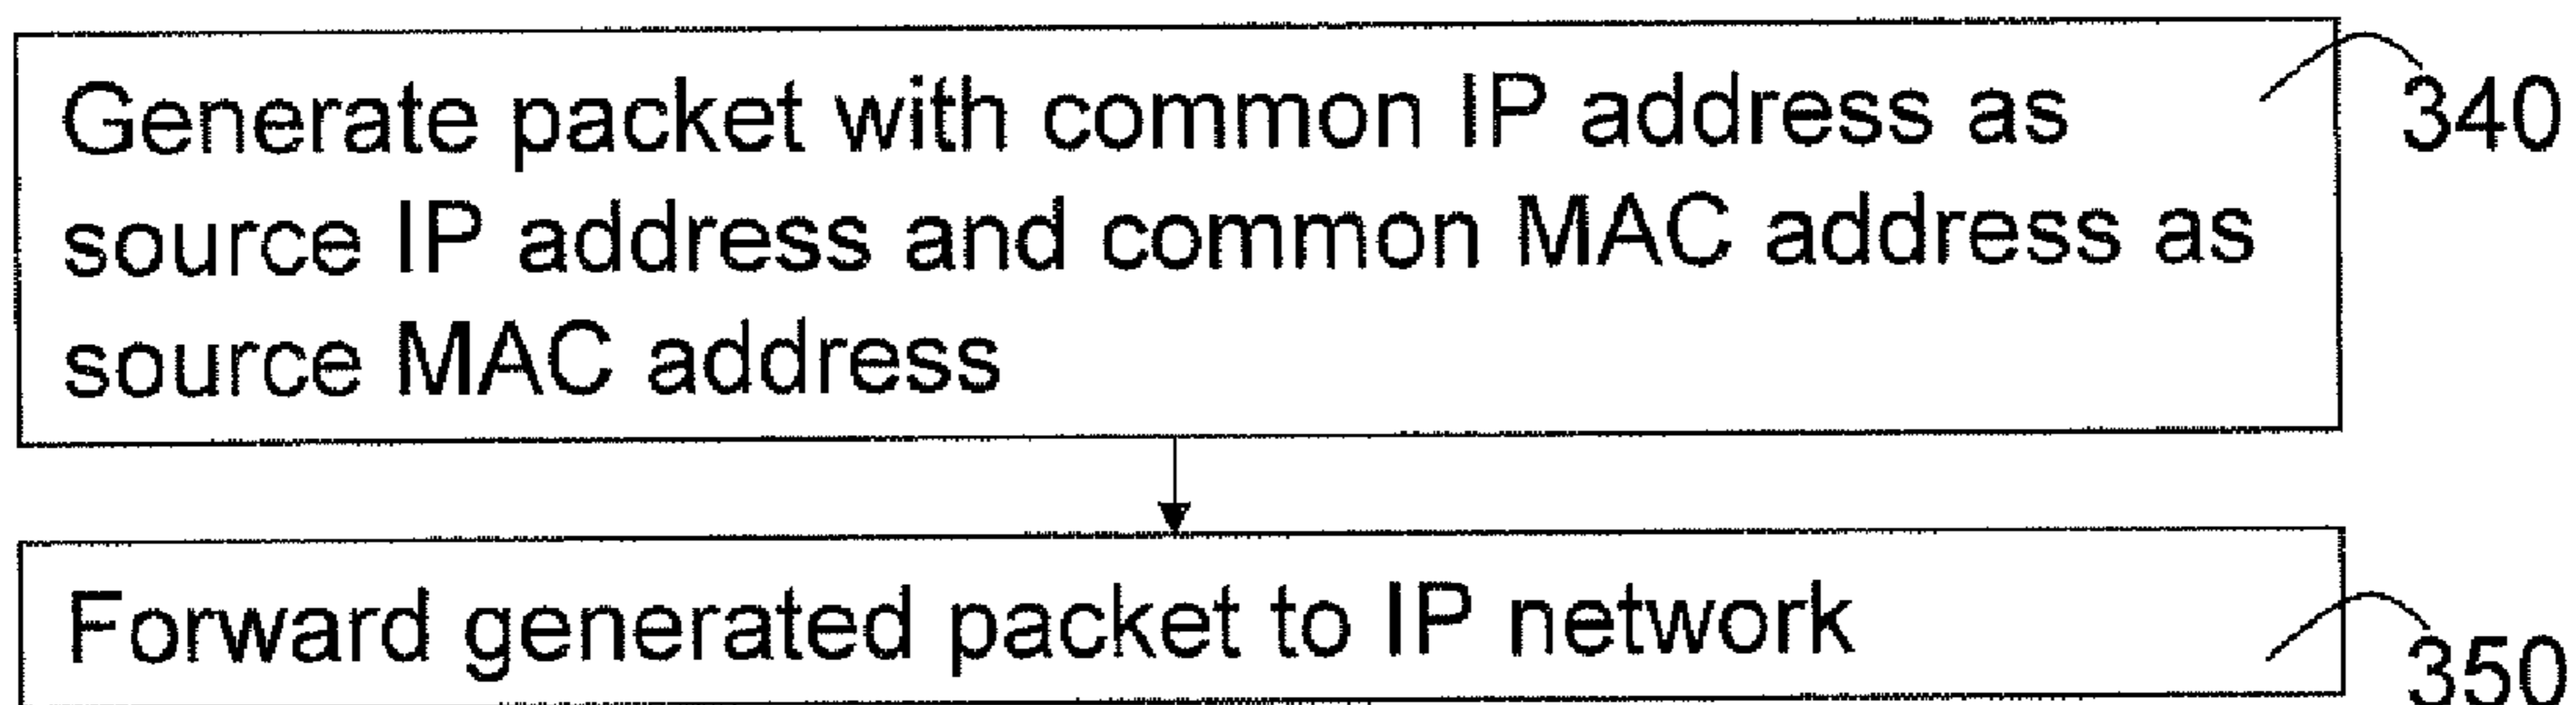 Generate packet with common IP address as
340
source IP address and common MAC address as
source MAC address
Forward generated packet to IP network
350